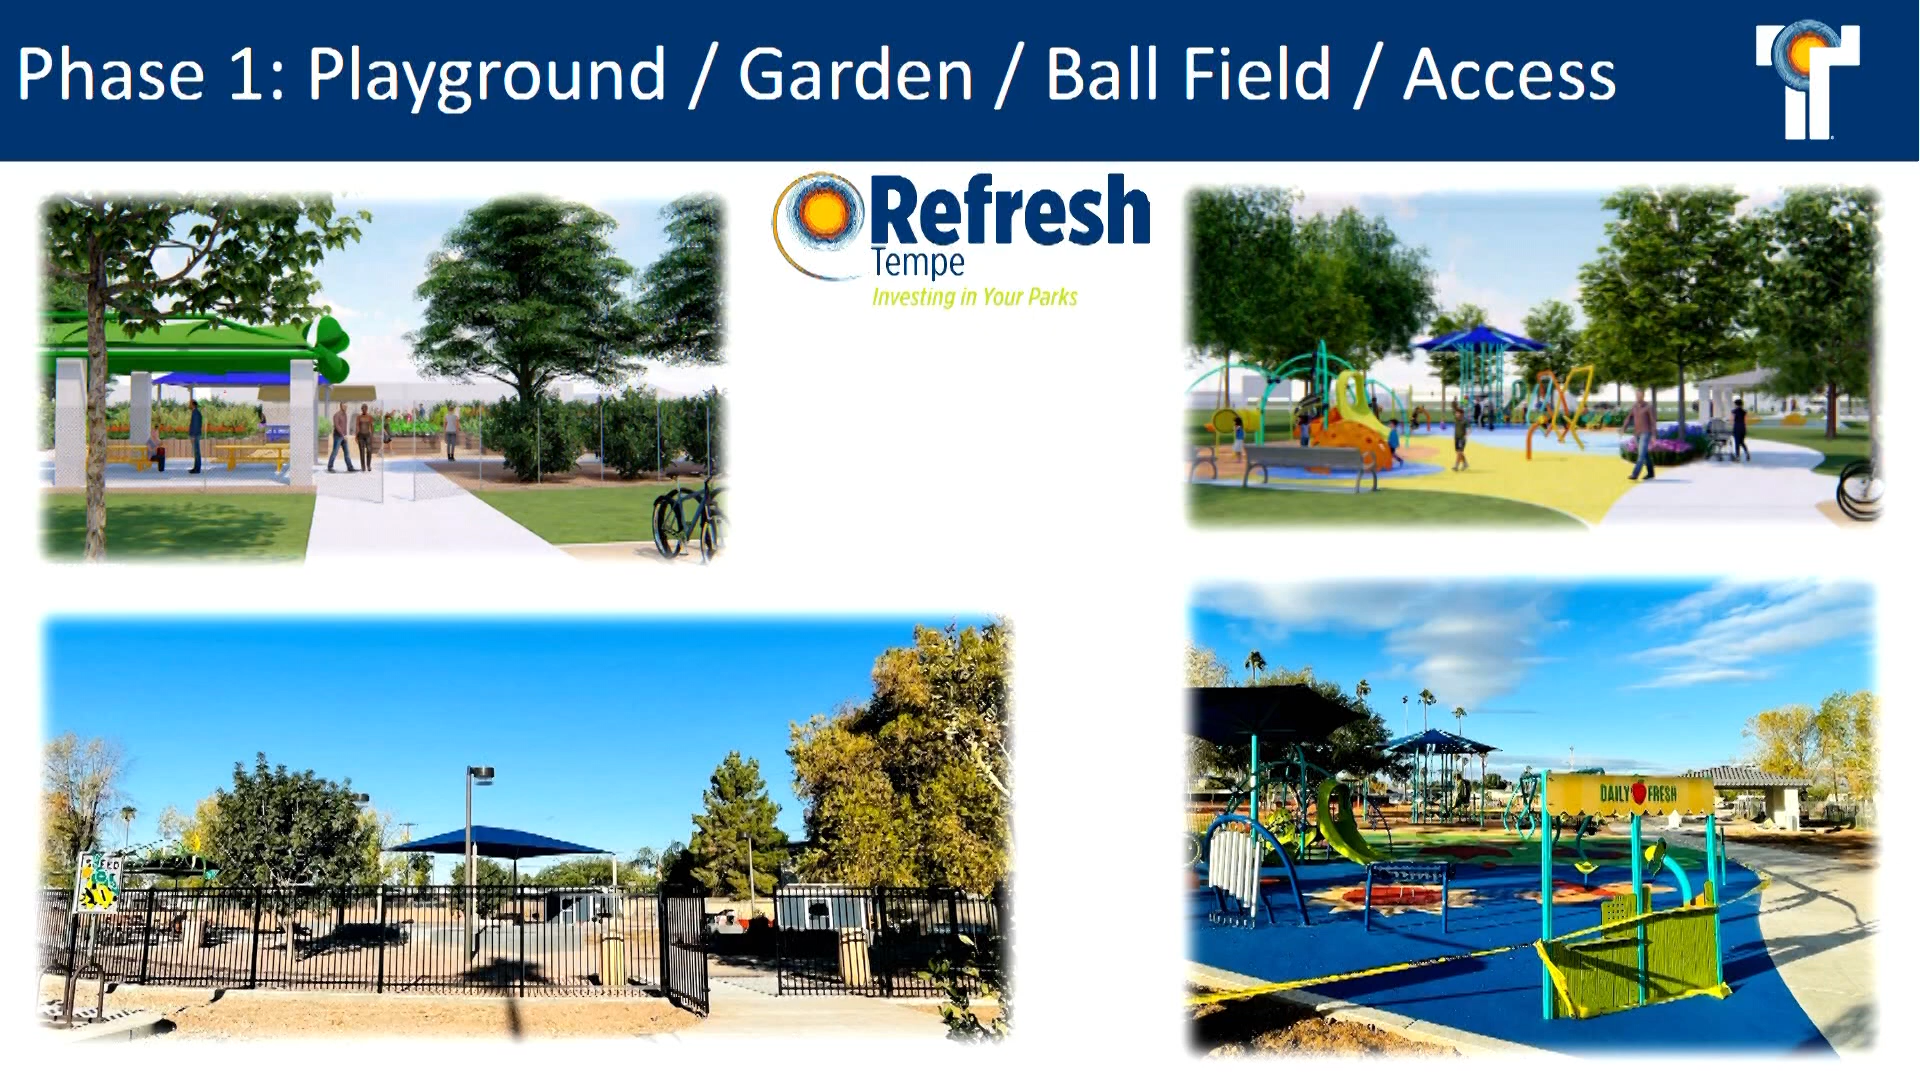 Phase 1: Playground / Garden / Ball Field / Access
Refresh
Tempe
Investing in Your Parks
DAILY FRESH